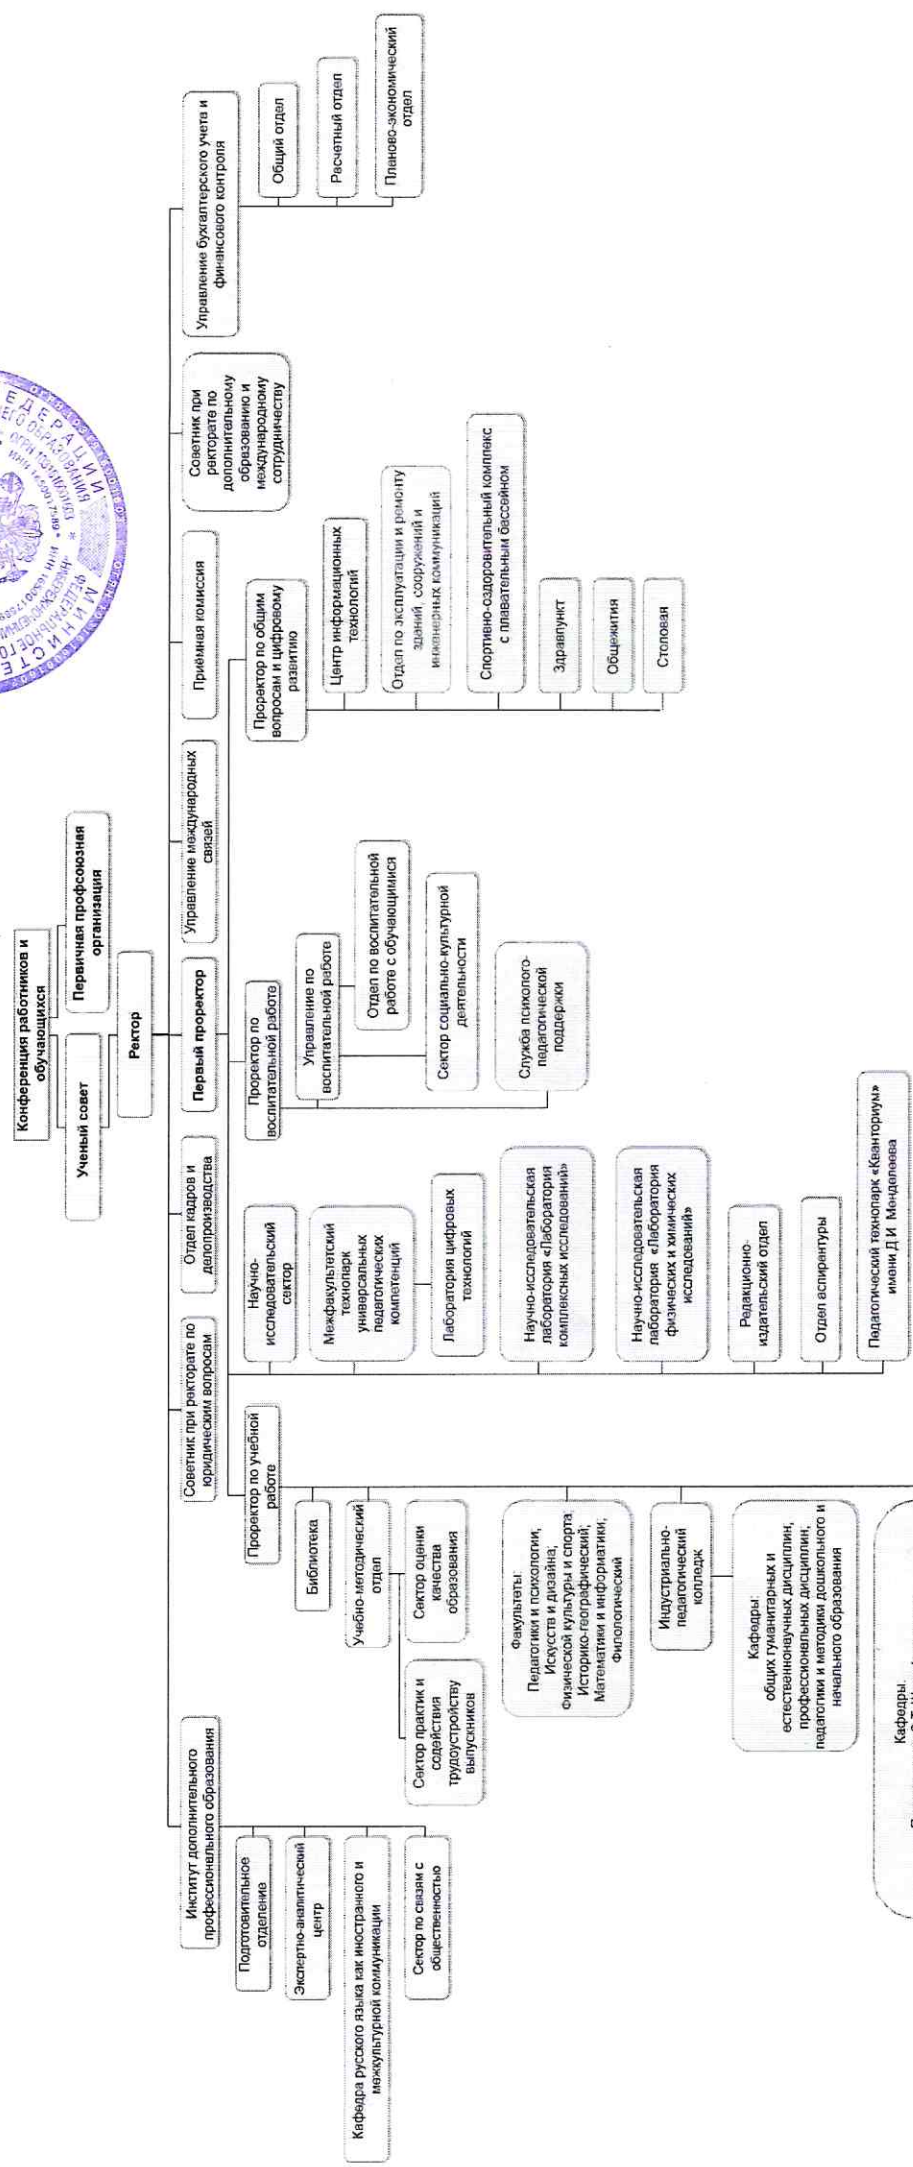 Конференция работников и
обучающихся
Ученый совет
Первичная профсоюзная
организация
Ректор
Институт дополнительного
профессионального образования
Советник при ректорате по
юридическим вопросам
Отдел кадров и
делопроизводства
Первый проректор
Управление международных
связей
Приёмная комиссия
Советник при
ректорате по
дополнительному
образованию и
международному
сотрудничеству
Управление бухгалтерского учета и
финансового контроля
Подготовительное
отделение
Экспертно-аналитический
центр
Кафедра русского языка как иностранного и
межкультурной коммуникации
Сектор по связям с
общественностью
Проректор по учебной
работе
Библиотека
Учебно-методический
отдел
Сектор практик и
содействия
трудоустройству
выпускников
Сектор оценки
качества
образования
Факультеты:
Педагогики и психологии;
Искусств и дизайна;
Физической культуры и спорта;
Историко-географический;
Математики и информатики;
Филологический
Индустриально-
педагогический
колледж
Кафедры:
общих гуманитарных и
естественнонаучных дисциплин;
профессиональных дисциплин;
педагогики и методики дошкольного и
начального образования
Кафедры:
Научно-
исследовательский
сектор
Межфакультетский
технопарк
универсальных
педагогических
компетенций
Лаборатория цифровых
технологий
Научно-исследовательская
лаборатория «Лаборатория
комплексных исследований»
Научно-исследовательская
лаборатория «Лаборатория
физических и химических
исследований»
Редакционно-
издательский отдел
Отдел аспирантуры
Педагогический технопарк «Кванториум»
имени Д.И. Менделеева
Проректор по
воспитательной работе
Управление по
воспитательной работе
Отдел по воспитательной
работе с обучающимися
Сектор социально-культурной
деятельности
Служба психолого-
педагогической
поддержки
Проректор по общим
вопросам и цифровому
развитию
Центр информационных
технологий
Отдел по эксплуатации и ремонту
зданий, сооружений и
инженерных коммуникаций
Спортивно-оздоровительный комплекс
с плавательным бассейном
Здравпункт
Общежития
Столовая
Общий отдел
Расчетный отдел
Планово-экономический
отдел